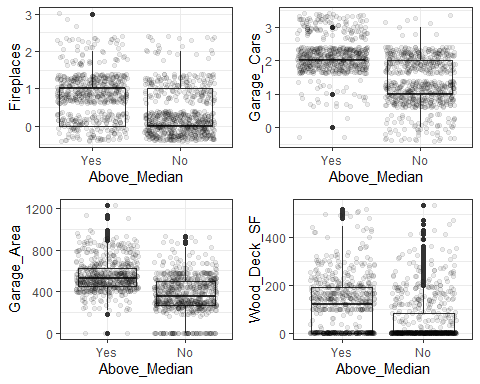 Fireplaces
3
2
1
0
Yes No
Above_Median
Garage_Cars
3
2
1
0
Yes No
Above_Median
Garage_Area
1200
800
400
0
Yes No
Above_Median
Wood_Deck_SF
400
200
0
Yes No
Above_Median